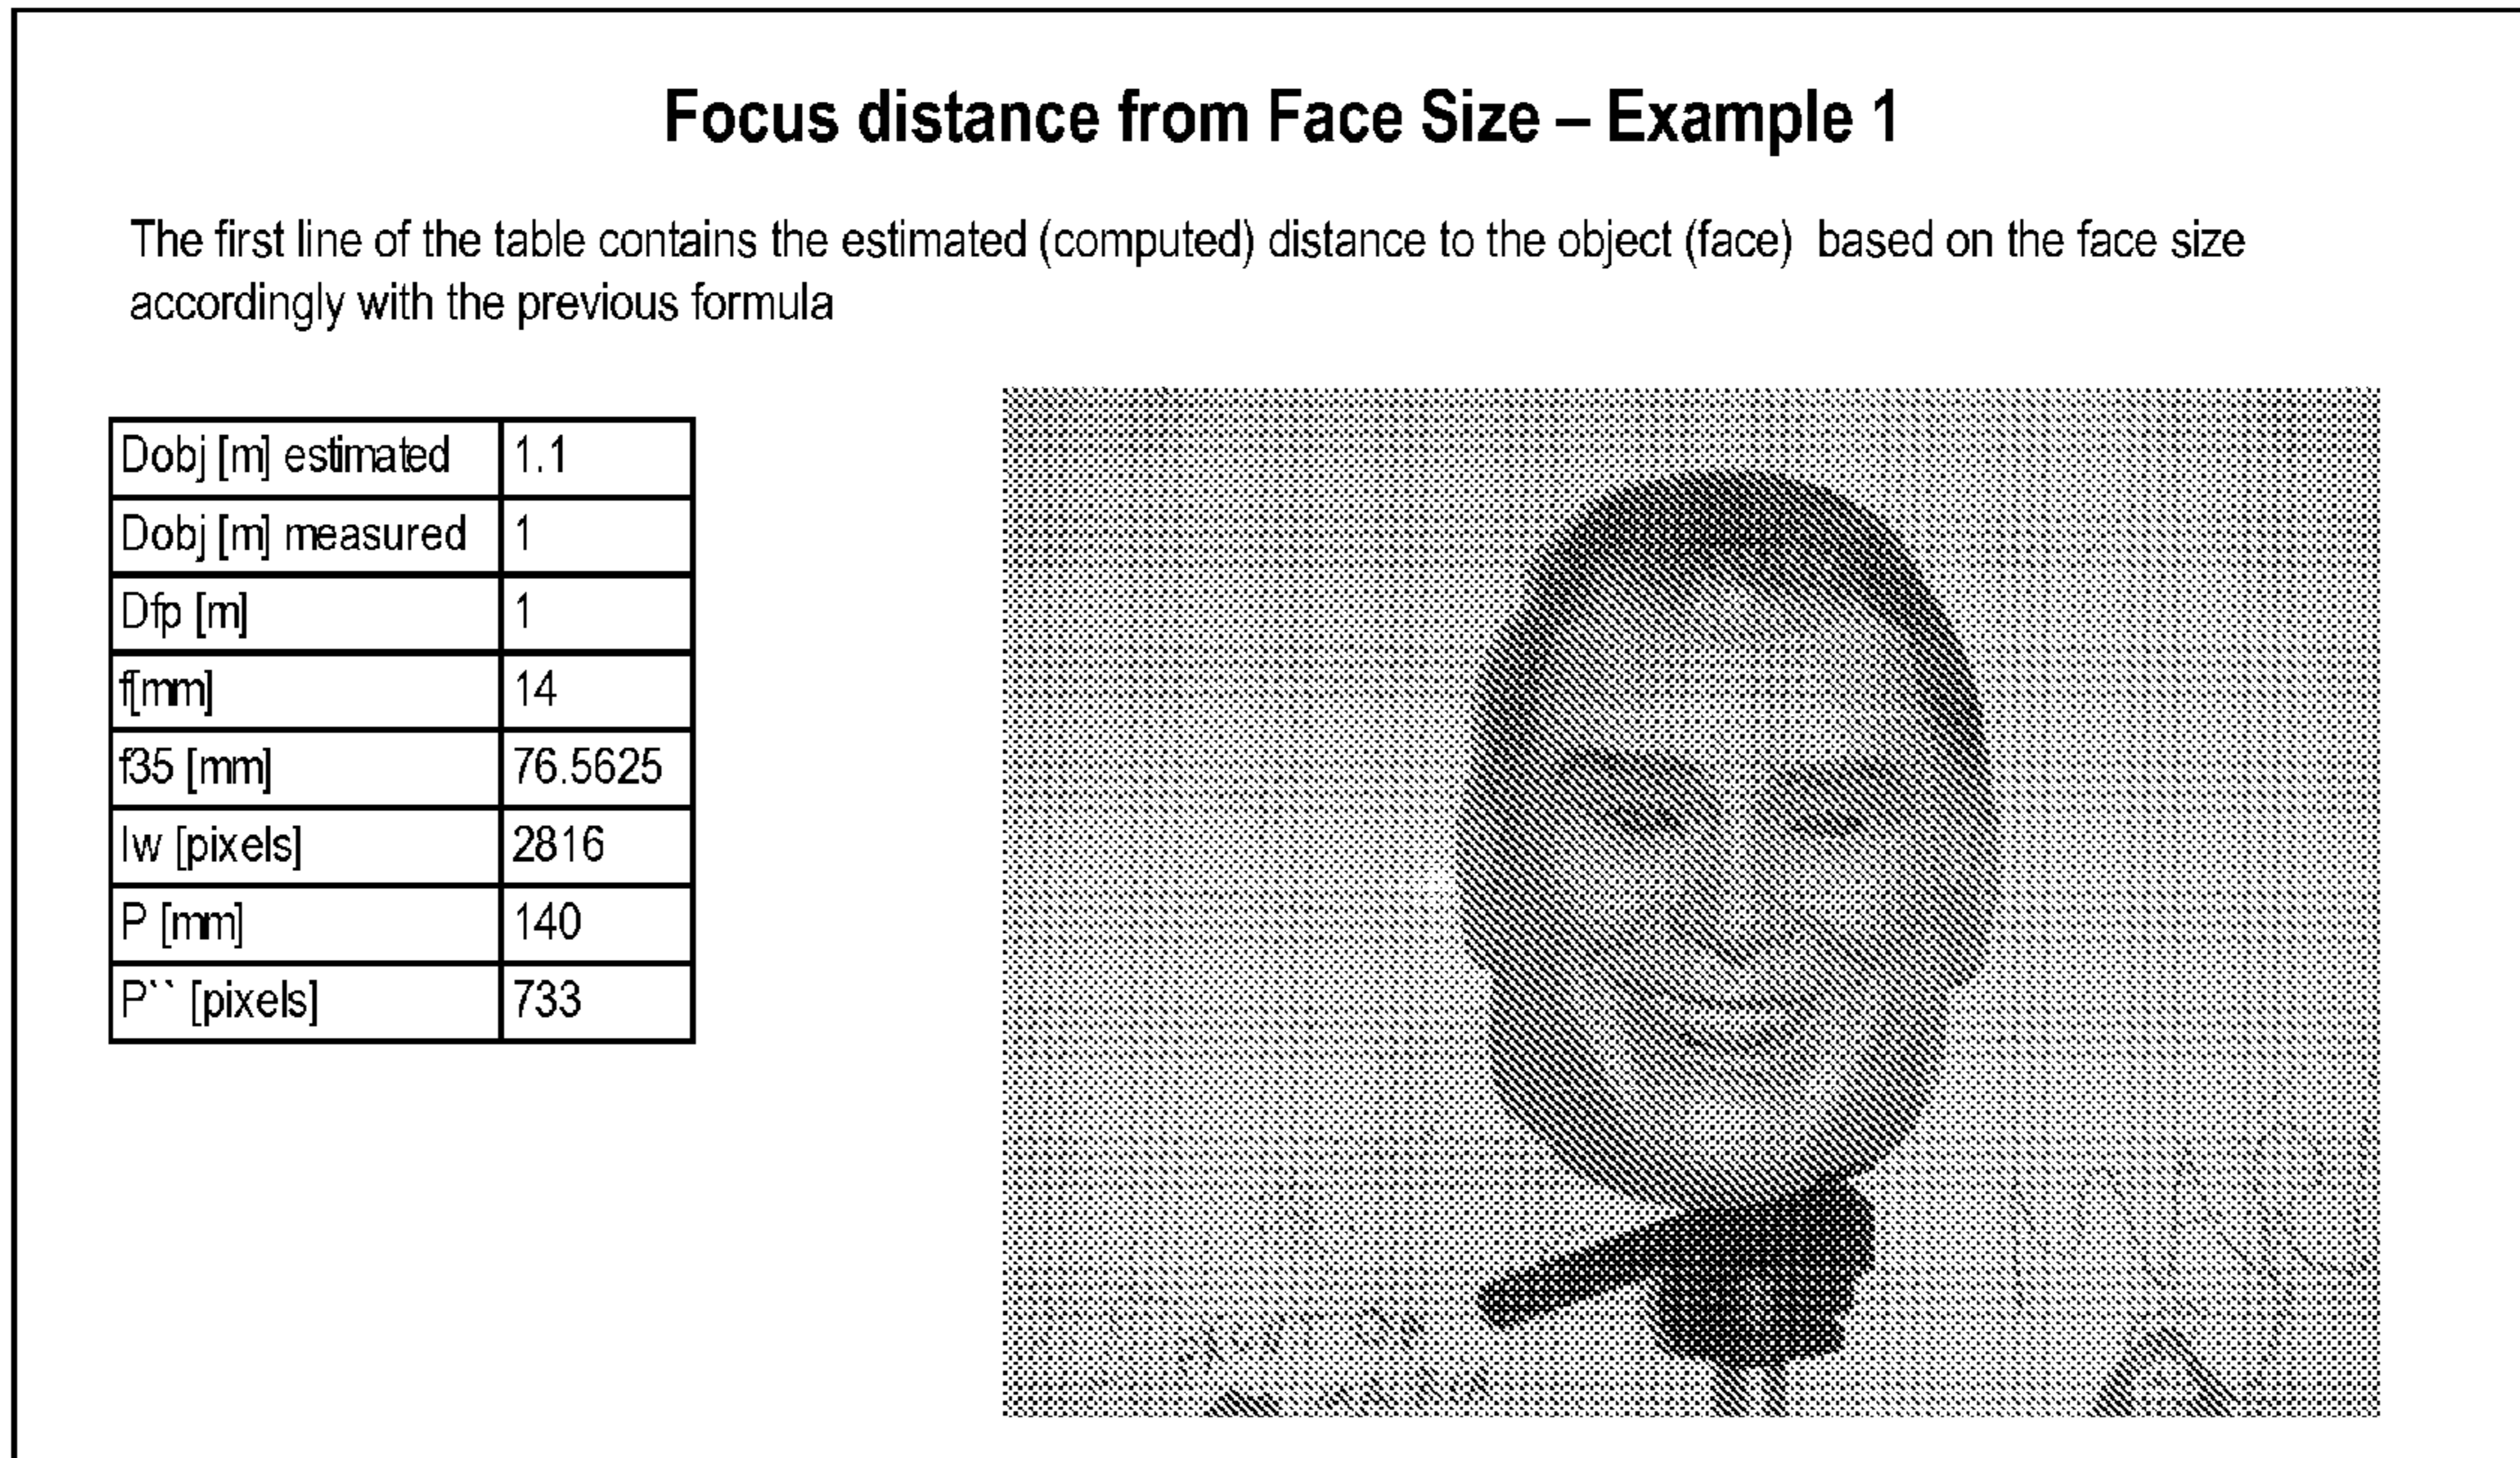 Focus distance from Face Size – Example 1
The first line of the table contains the estimated (computed) distance to the object (face) based on the face size
accordingly with the previous formula
Dobj [m] estimated 1.1
Dobj [m] measured 1
Dfp [m] 1
f[mm] 14
f35 [mm] 76.5625
Iw [pixels] 2816
P [mm] 140
P`` [pixels] 733